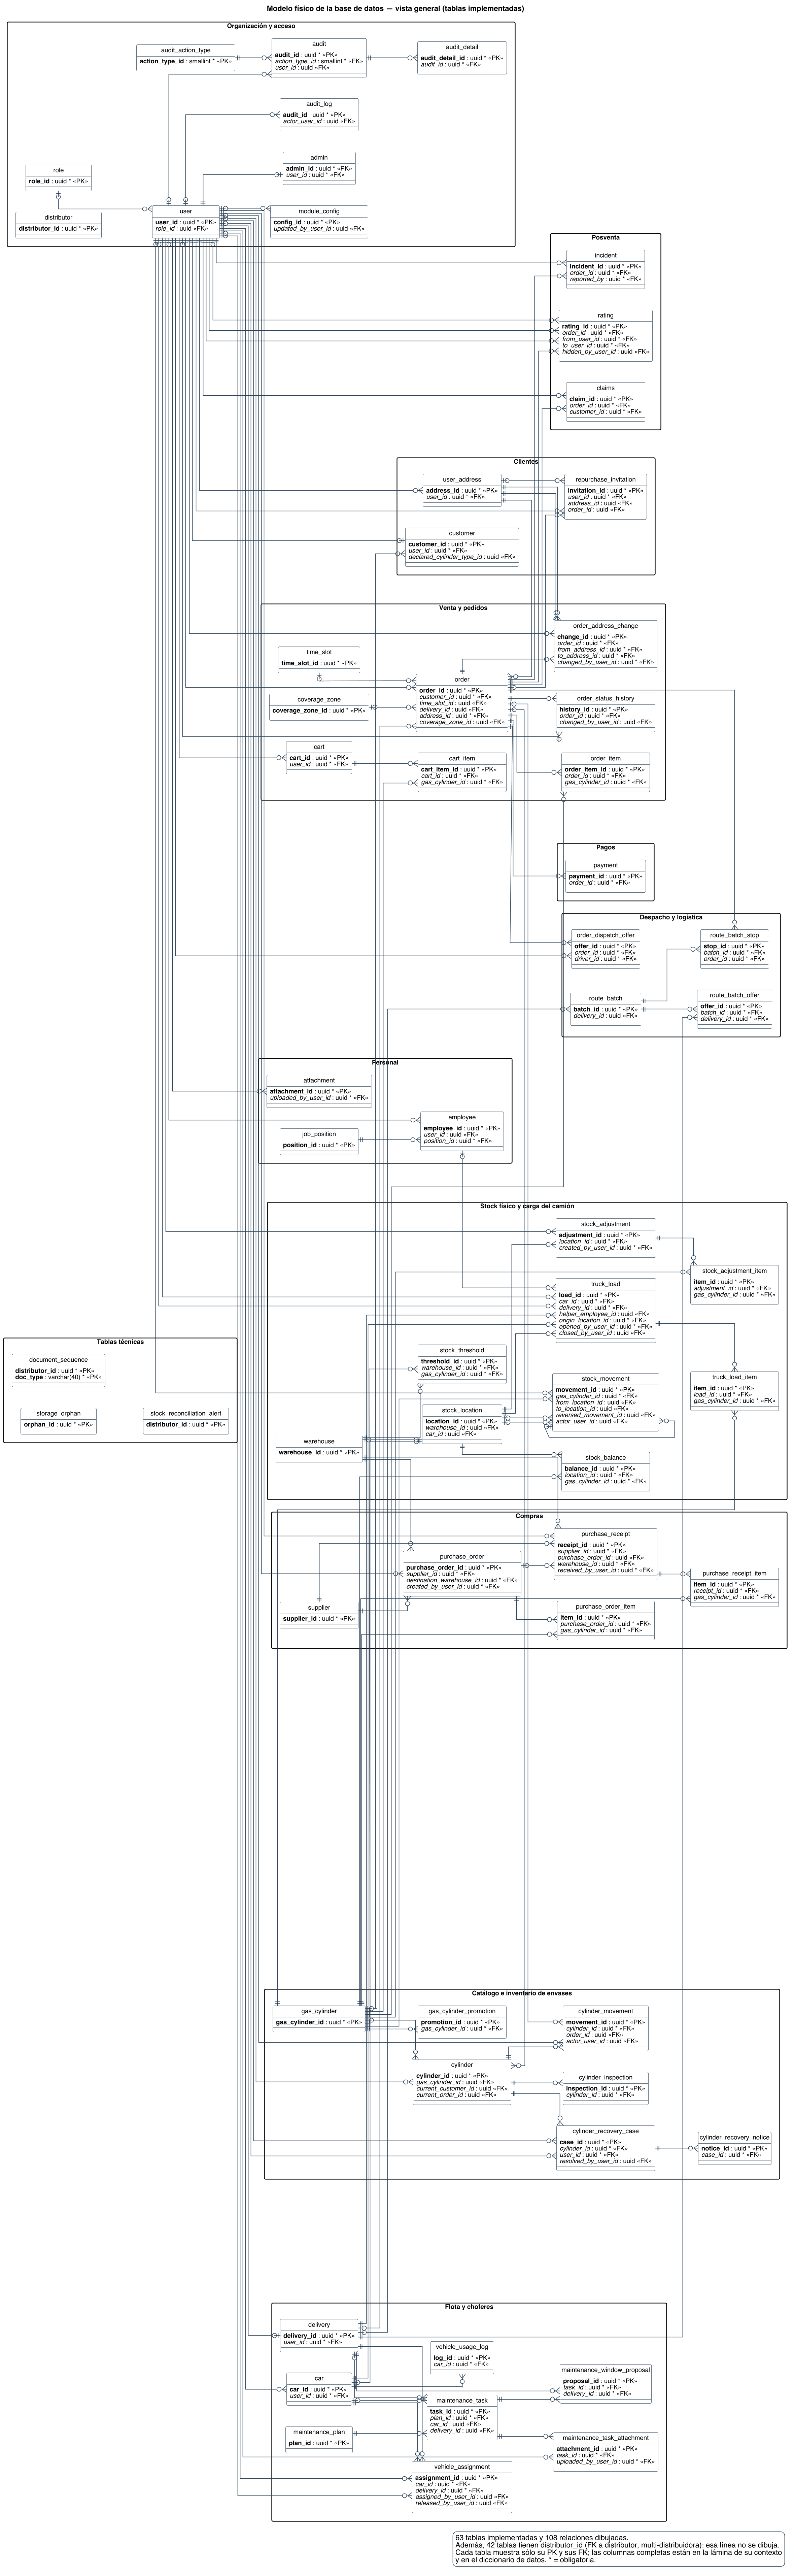 Modelo físico de la base de datos — vista general (tablas implementadas)
Organización y acceso
audit_action_type
action_type_id : smallint * «PK»
audit
audit_id : uuid * «PK»
action_type_id : smallint * «FK»
user_id : uuid «FK»
audit_detail
audit_detail_id : uuid * «PK»
audit_id : uuid * «FK»
audit_log
audit_id : uuid * «PK»
actor_user_id : uuid «FK»
admin
admin_id : uuid * «PK»
user_id : uuid «FK»
role
role_id : uuid * «PK»
distributor
distributor_id : uuid * «PK»
user
user_id : uuid * «PK»
role_id : uuid «FK»
module_config
config_id : uuid * «PK»
updated_by_user_id : uuid «FK»
Posventa
incident
incident_id : uuid * «PK»
order_id : uuid * «FK»
reported_by : uuid * «FK»
rating
rating_id : uuid * «PK»
order_id : uuid * «FK»
from_user_id : uuid * «FK»
to_user_id : uuid * «FK»
hidden_by_user_id : uuid «FK»
claims
claim_id : uuid * «PK»
order_id : uuid * «FK»
customer_id : uuid * «FK»
Clientes
user_address
address_id : uuid * «PK»
user_id : uuid * «FK»
repurchase_invitation
invitation_id : uuid * «PK»
user_id : uuid * «FK»
address_id : uuid «FK»
order_id : uuid «FK»
customer
customer_id : uuid * «PK»
user_id : uuid * «FK»
declared_cylinder_type_id : uuid «FK»
Venta y pedidos
order_address_change
change_id : uuid * «PK»
order_id : uuid * «FK»
from_address_id : uuid «FK»
to_address_id : uuid «FK»
changed_by_user_id : uuid «FK»
time_slot
time_slot_id : uuid * «PK»
order
order_id : uuid * «PK»
customer_id : uuid * «FK»
time_slot_id : uuid «FK»
delivery_id : uuid «FK»
address_id : uuid «FK»
coverage_zone_id : uuid «FK»
coverage_zone
coverage_zone_id : uuid * «PK»
order_status_history
history_id : uuid * «PK»
order_id : uuid * «FK»
changed_by_user_id : uuid «FK»
cart
cart_id : uuid * «PK»
user_id : uuid * «FK»
cart_item
cart_item_id : uuid * «PK»
cart_id : uuid * «FK»
gas_cylinder_id : uuid * «FK»
order_item
order_item_id : uuid * «PK»
order_id : uuid * «FK»
gas_cylinder_id : uuid * «FK»
Pagos
payment
payment_id : uuid * «PK»
order_id : uuid * «FK»
Despacho y logística
order_dispatch_offer
offer_id : uuid * «PK»
order_id : uuid * «FK»
driver_id : uuid * «FK»
route_batch_stop
stop_id : uuid * «PK»
batch_id : uuid * «FK»
order_id : uuid * «FK»
route_batch
batch_id : uuid * «PK»
delivery_id : uuid «FK»
route_batch_offer
offer_id : uuid * «PK»
batch_id : uuid * «FK»
delivery_id : uuid * «FK»
Personal
attachment
attachment_id : uuid * «PK»
uploaded_by_user_id : uuid * «FK»
employee
employee_id : uuid * «PK»
user_id : uuid «FK»
position_id : uuid * «FK»
job_position
position_id : uuid * «PK»
Stock físico y carga del camión
stock_adjustment
adjustment_id : uuid * «PK»
location_id : uuid * «FK»
created_by_user_id : uuid * «FK»
stock_adjustment_item
item_id : uuid * «PK»
adjustment_id : uuid * «FK»
gas_cylinder_id : uuid * «FK»
truck_load
load_id : uuid * «PK»
car_id : uuid * «FK»
delivery_id : uuid * «FK»
helper_employee_id : uuid «FK»
origin_location_id : uuid * «FK»
opened_by_user_id : uuid * «FK»
closed_by_user_id : uuid «FK»
stock_threshold
threshold_id : uuid * «PK»
warehouse_id : uuid * «FK»
gas_cylinder_id : uuid * «FK»
stock_movement
movement_id : uuid * «PK»
gas_cylinder_id : uuid * «FK»
from_location_id : uuid * «FK»
to_location_id : uuid * «FK»
reversed_movement_id : uuid «FK»
actor_user_id : uuid * «FK»
truck_load_item
item_id : uuid * «PK»
load_id : uuid * «FK»
gas_cylinder_id : uuid * «FK»
stock_location
location_id : uuid * «PK»
warehouse_id : uuid «FK»
car_id : uuid «FK»
warehouse
warehouse_id : uuid * «PK»
stock_balance
balance_id : uuid * «PK»
location_id : uuid * «FK»
gas_cylinder_id : uuid * «FK»
Tablas técnicas
document_sequence
distributor_id : uuid * «PK»
doc_type : varchar(40) * «PK»
storage_orphan
orphan_id : uuid * «PK»
stock_reconciliation_alert
distributor_id : uuid * «PK»
Compras
purchase_receipt
receipt_id : uuid * «PK»
supplier_id : uuid * «FK»
purchase_order_id : uuid «FK»
warehouse_id : uuid * «FK»
received_by_user_id : uuid * «FK»
purchase_order
purchase_order_id : uuid * «PK»
supplier_id : uuid * «FK»
destination_warehouse_id : uuid * «FK»
created_by_user_id : uuid * «FK»
purchase_receipt_item
item_id : uuid * «PK»
receipt_id : uuid * «FK»
gas_cylinder_id : uuid * «FK»
supplier
supplier_id : uuid * «PK»
purchase_order_item
item_id : uuid * «PK»
purchase_order_id : uuid * «FK»
gas_cylinder_id : uuid * «FK»
Catálogo e inventario de envases
gas_cylinder
gas_cylinder_id : uuid * «PK»
gas_cylinder_promotion
promotion_id : uuid * «PK»
gas_cylinder_id : uuid * «FK»
cylinder_movement
movement_id : uuid * «PK»
cylinder_id : uuid * «FK»
order_id : uuid «FK»
actor_user_id : uuid «FK»
cylinder
cylinder_id : uuid * «PK»
gas_cylinder_id : uuid «FK»
current_customer_id : uuid «FK»
current_order_id : uuid «FK»
cylinder_inspection
inspection_id : uuid * «PK»
cylinder_id : uuid * «FK»
cylinder_recovery_case
case_id : uuid * «PK»
cylinder_id : uuid * «FK»
user_id : uuid «FK»
resolved_by_user_id : uuid «FK»
cylinder_recovery_notice
notice_id : uuid * «PK»
case_id : uuid * «FK»
Flota y choferes
delivery
delivery_id : uuid * «PK»
user_id : uuid * «FK»
vehicle_usage_log
log_id : uuid * «PK»
car_id : uuid * «FK»
car
car_id : uuid * «PK»
user_id : uuid * «FK»
maintenance_window_proposal
proposal_id : uuid * «PK»
task_id : uuid * «FK»
delivery_id : uuid * «FK»
maintenance_task
task_id : uuid * «PK»
plan_id : uuid * «FK»
car_id : uuid «FK»
delivery_id : uuid «FK»
maintenance_plan
plan_id : uuid * «PK»
maintenance_task_attachment
attachment_id : uuid * «PK»
task_id : uuid * «FK»
uploaded_by_user_id : uuid * «FK»
vehicle_assignment
assignment_id : uuid * «PK»
car_id : uuid * «FK»
delivery_id : uuid * «FK»
assigned_by_user_id : uuid «FK»
released_by_user_id : uuid «FK»
63 tablas implementadas y 108 relaciones dibujadas.
Además, 42 tablas tienen distributor_id (FK a distributor, multi-distribuidora): esa línea no se dibuja.
Cada tabla muestra sólo su PK y sus FK; las columnas completas están en la lámina de su contexto
y en el diccionario de datos. * = obligatoria.